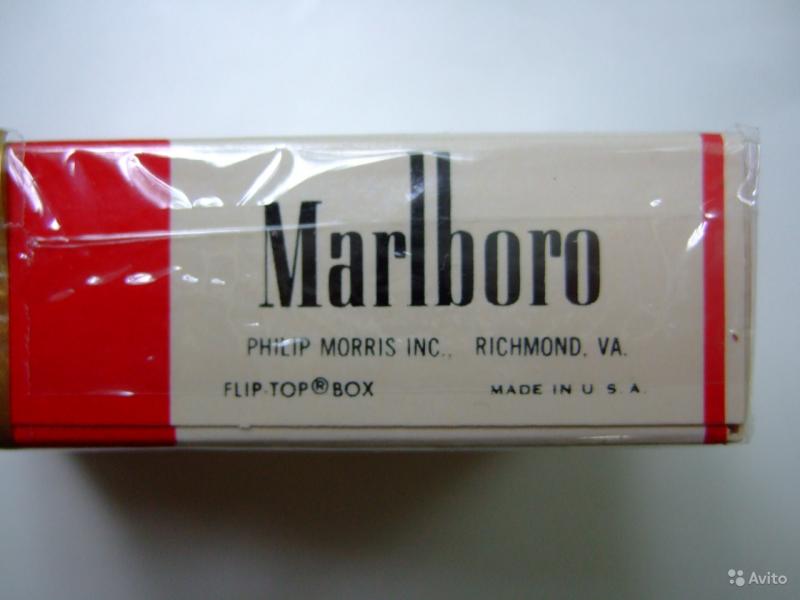 Marlboro
PHILIP MORRIS INC., RICHMOND, VA.
FLIP-TOP® BOX MADE IN U S. A.
Avito